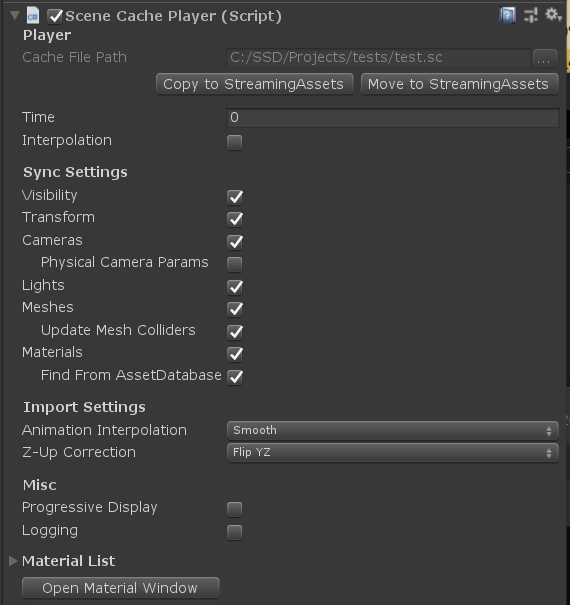 Scene Cache Player (Script)
Player
Cache File Path C:/SSD/Projects/tests/test.sc ...
Copy to StreamingAssets Move to StreamingAssets
Time 0
Interpolation
Sync Settings
Visibility
Transform
Cameras
Physical Camera Params
Lights
Meshes
Update Mesh Colliders
Materials
Find From AssetDatabase
Import Settings
Animation Interpolation Smooth
Z-Up Correction Flip YZ
Misc
Progressive Display
Logging
Material List
Open Material Window